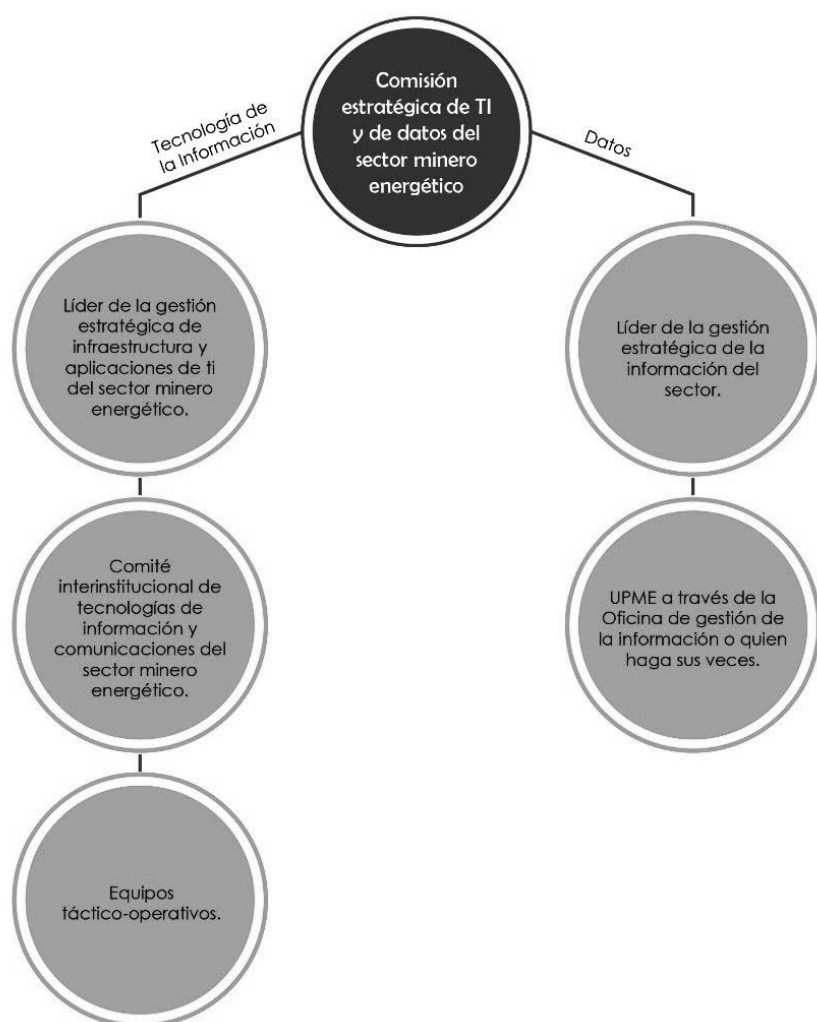 Comisión
estratégica de TI
y de datos del
sector minero
energético
Tecnología de
la Información
Datos
Líder de la gestión
estratégica de
infraestructura y
aplicaciones de ti
del sector minero
energético.
Líder de la gestión
estratégica de la
información del
sector.
Comité
interinstitucional de
tecnologías de
información y
comunicaciones del
sector minero
energético.
UPME a través de la
Oficina de gestión de
la información o quien
haga sus veces.
Equipos
táctico-operativos.